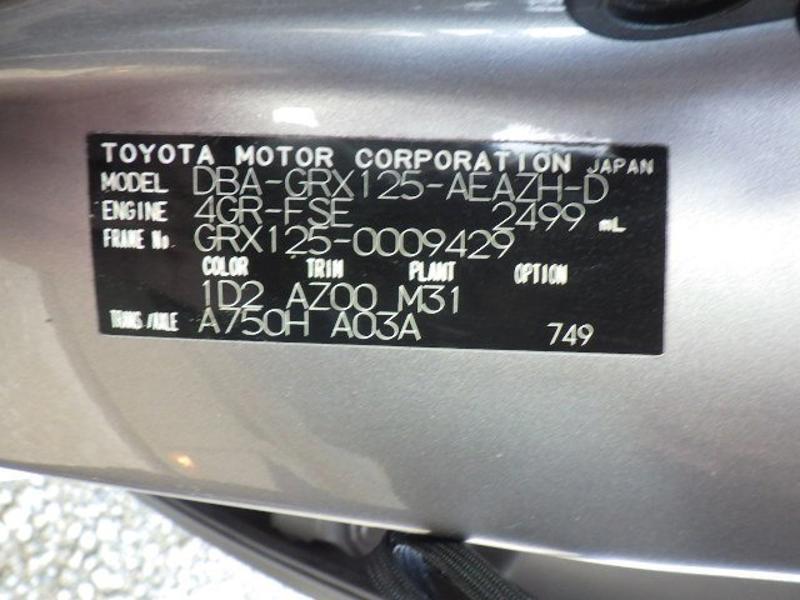 TOYOTA MOTOR CORPORATION JAPAN
MODEL DBA-GRX125-AEAZH-D
ENGINE 4GR-FSE 2499 mL
FRAME No. GRX125-0009429
COLOR TRIM PLANT OPTION
1D2 AZ00 M31
TRANS/AXLE A750H A03A 749